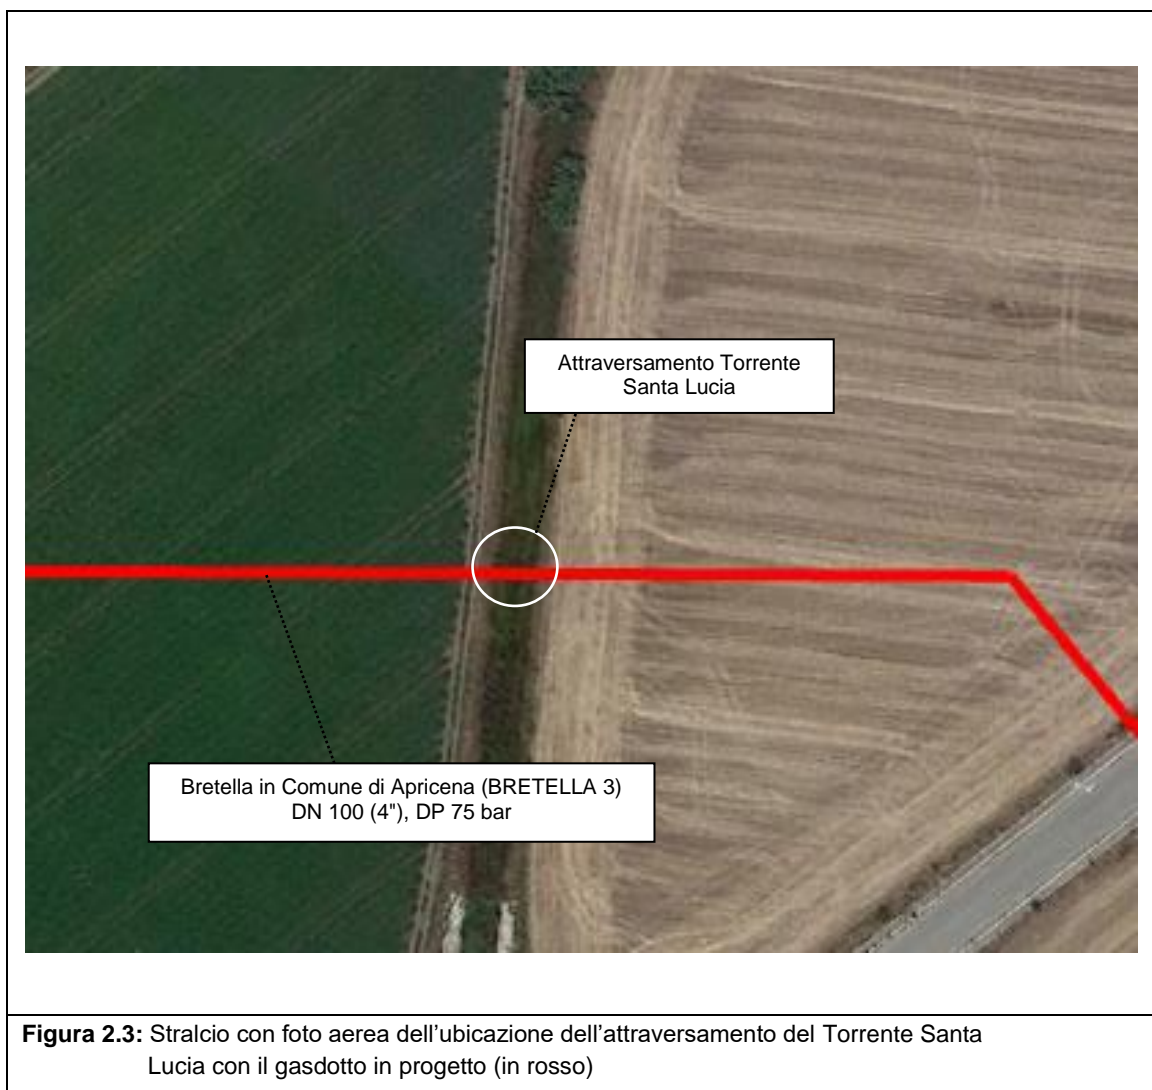 Attraversamento Torrente
Santa Lucia
Bretella in Comune di Apricena (BRETELLA 3)
DN 100 (4"), DP 75 bar
Figura 2.3: Stralcio con foto aerea dell'ubicazione dell'attraversamento del Torrente Santa
Lucia con il gasdotto in progetto (in rosso)